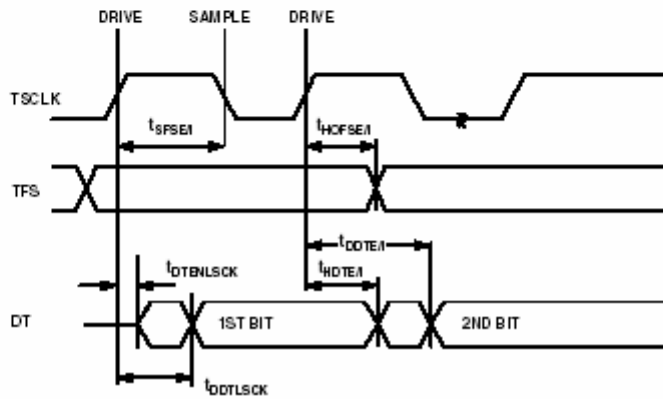 DRIVE SAMPLE DRIVE
TSCLK
tSFSE/I tHOFSE/I
TFS
tDDTE/I
tDTENLSCK tHDTE/I
DT 1ST BIT 2ND BIT
tDDTLSCK